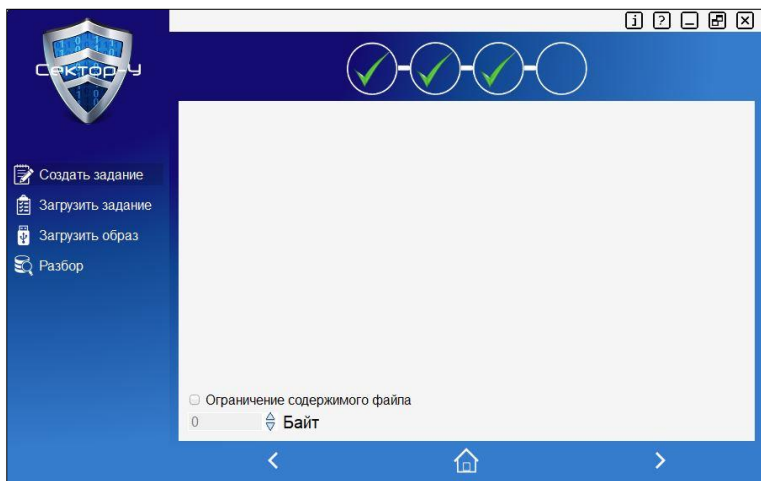 Сектор-У
Создать задание
Загрузить задание
Загрузить образ
Разбор
Ограничение содержимого файла
0
Байт